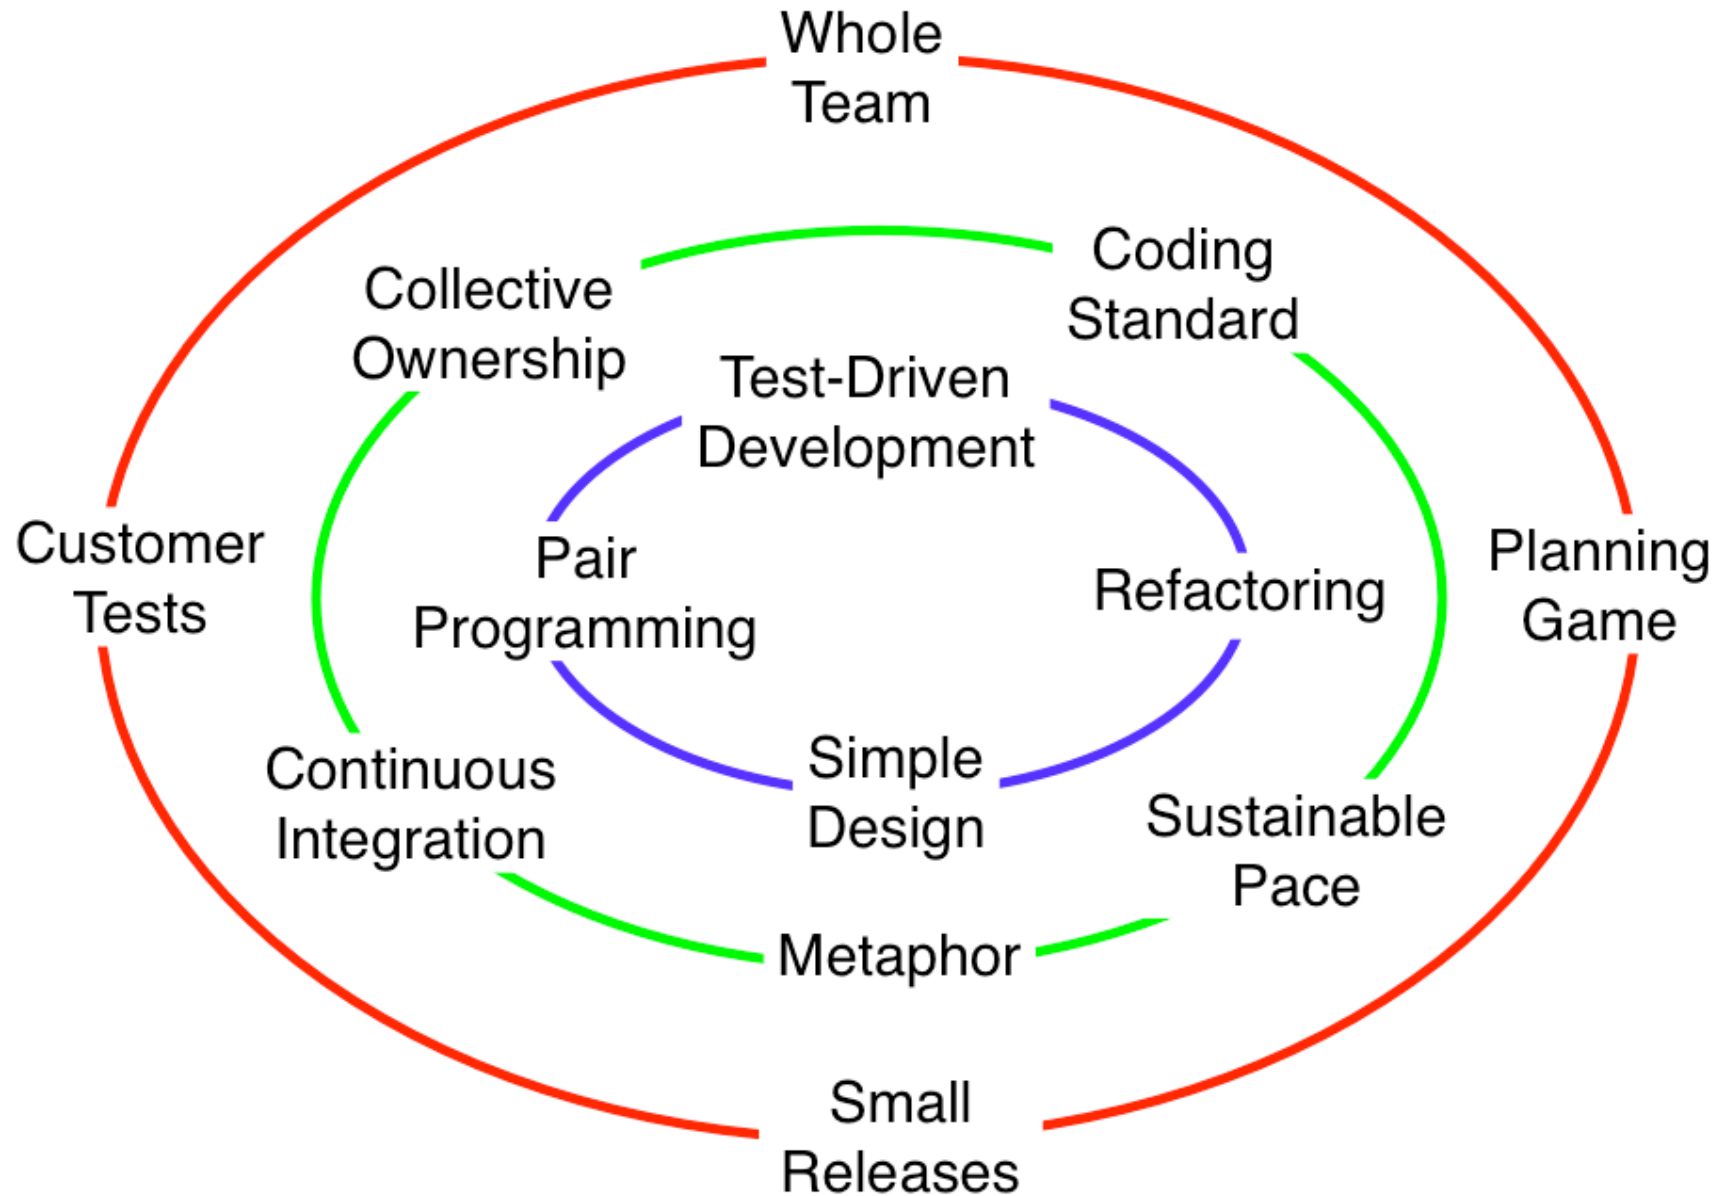 Whole
Team
Coding
Standard
Collective
Ownership
Test-Driven
Development
Customer
Tests
Pair
Programming
Refactoring
Planning
Game
Continuous
Integration
Simple
Design
Sustainable
Pace
Metaphor
Small
Releases